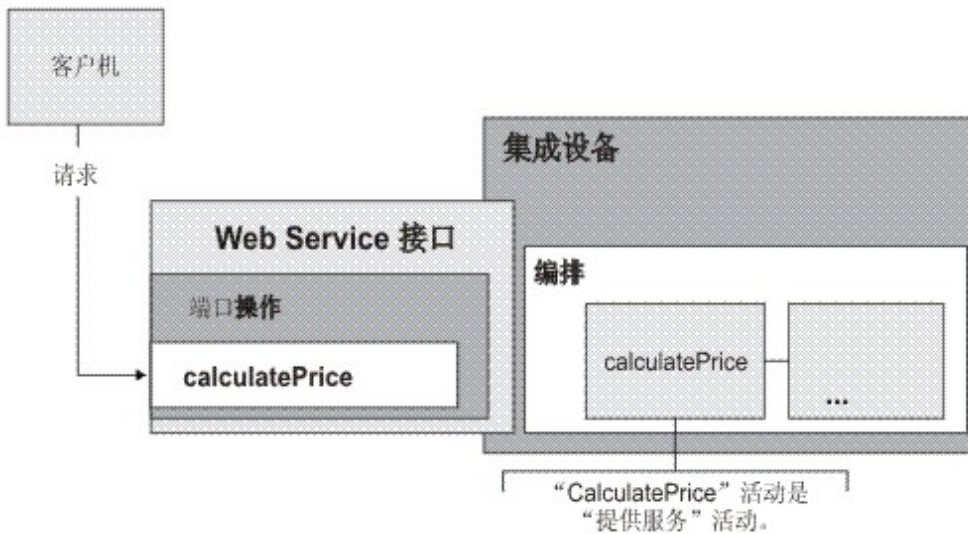 客户机
请求
集成设备
Web Service 接口
编排
端口操作
calculatePrice
calculatePrice
...
“CalculatePrice”活动是
“提供服务”活动。